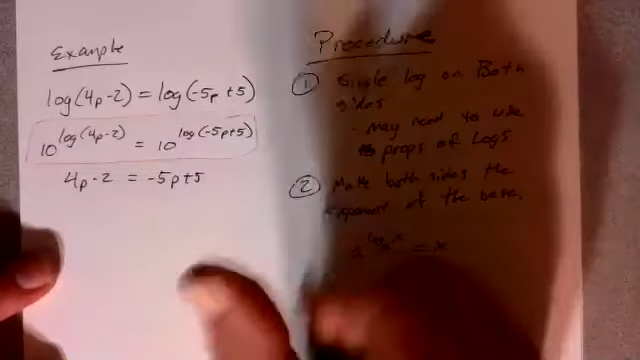 Example
log(4p-2) = log(-5p+5)
10^log(4p-2) = 10^log(-5p+5)
4p-2 = -5p+5
Procedure
① Single log on Both
sides
- may need to use
props of Logs
② Make both sides the
exponent of the base.